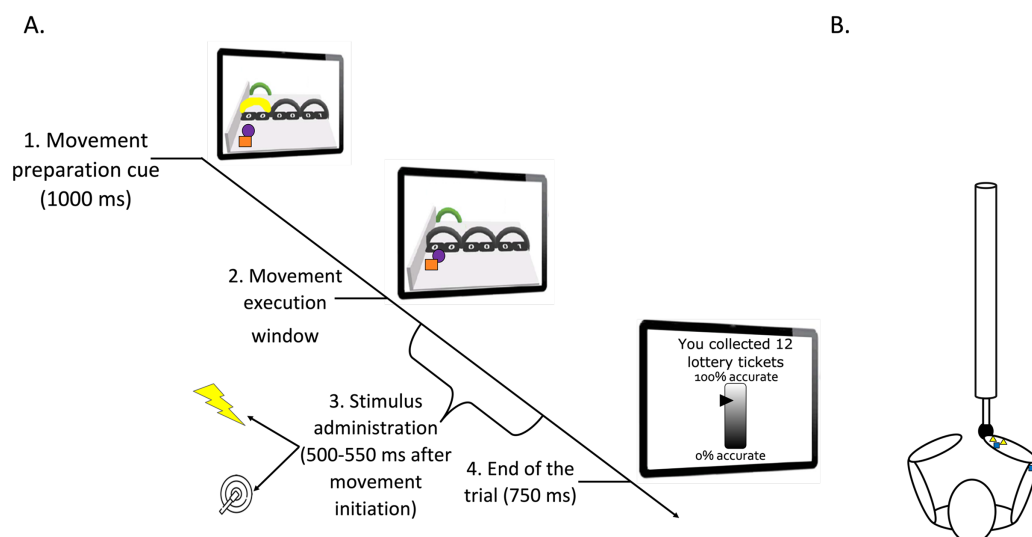 A.
B.
1. Movement
preparation cue
(1000 ms)
2. Movement
execution
window
3. Stimulus
administration
(500-550 ms after
movement
initiation)
4. End of the
trial (750 ms)
You collected 12
lottery tickets
100% accurate
0% accurate